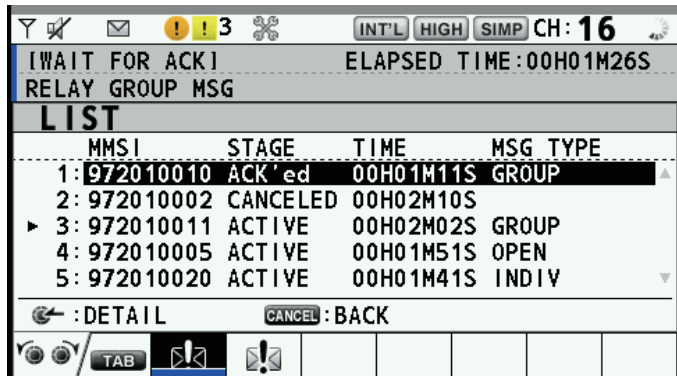 3 INT'L HIGH SIMP CH: 16
[WAIT FOR ACK] ELAPSED TIME:00H01M26S
RELAY GROUP MSG
LIST
MMSI STAGE TIME MSG TYPE
1: 972010010 ACK'ed 00H01M11S GROUP
2: 972010002 CANCELED 00H02M10S
3: 972010011 ACTIVE 00H02M02S GROUP
4: 972010005 ACTIVE 00H01M51S OPEN
5: 972010020 ACTIVE 00H01M41S INDIV
:DETAIL CANCEL :BACK
TAB